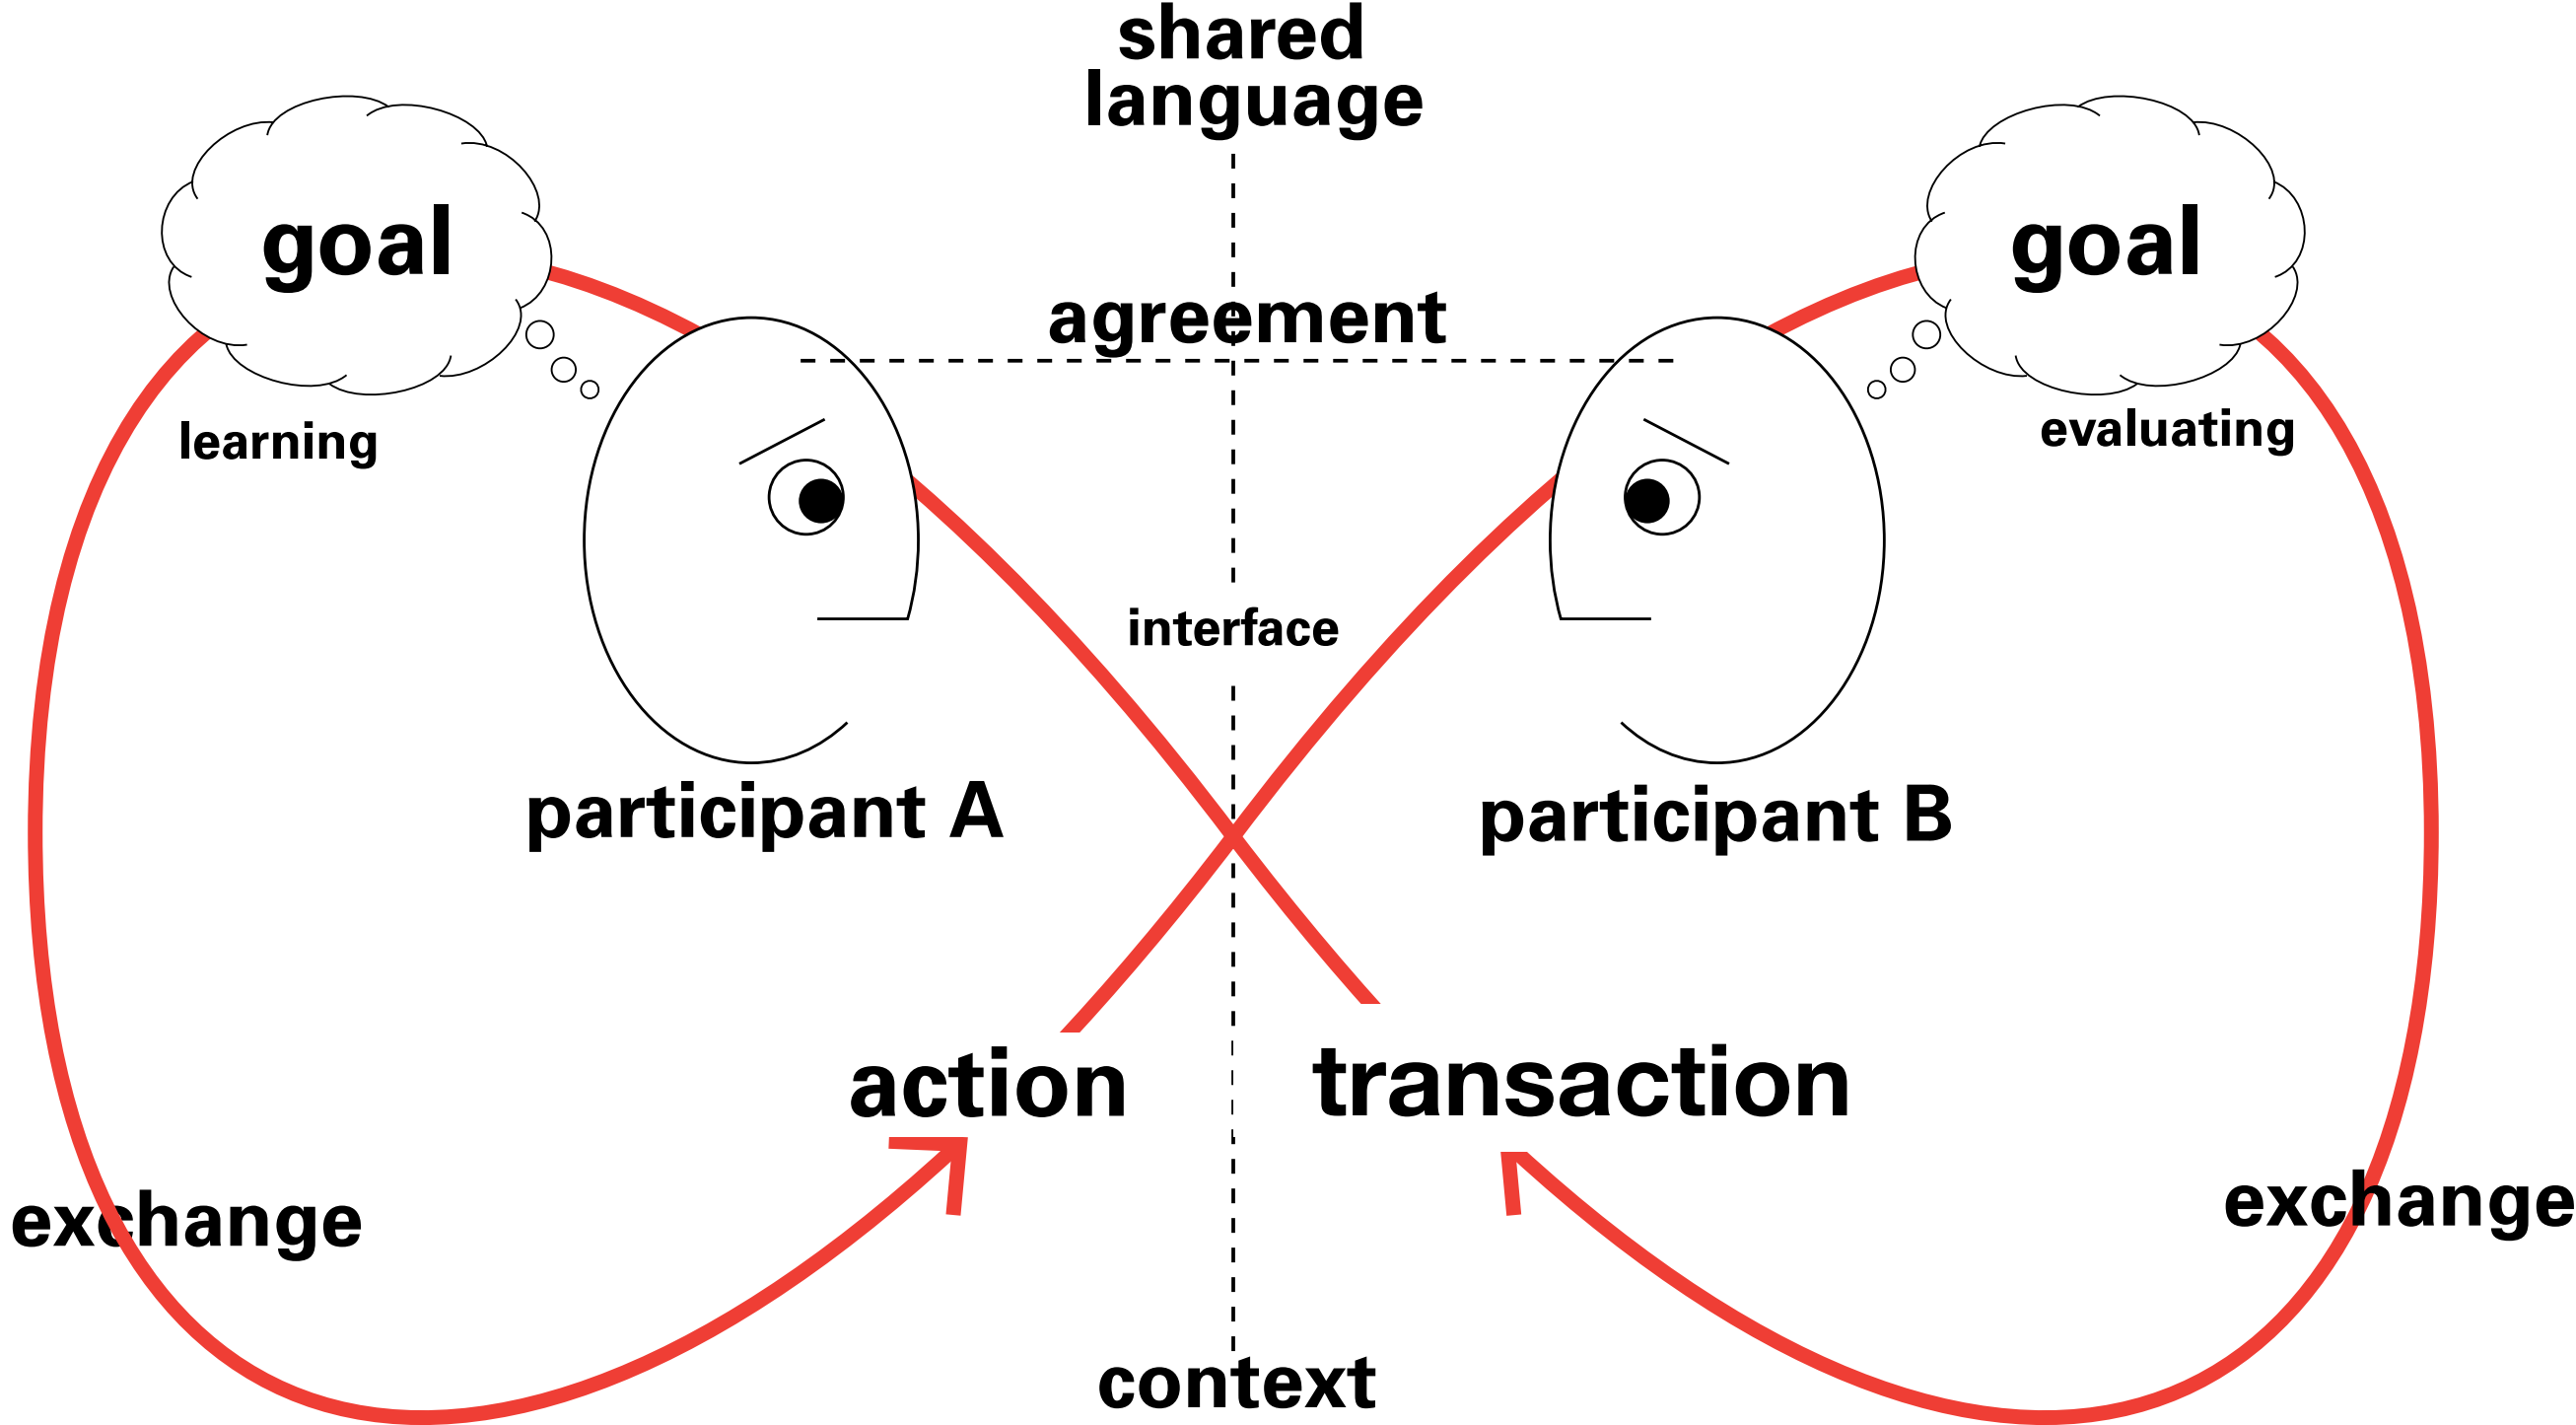 shared
language
goal
goal
agreement
learning
evaluating
interface
participant A
participant B
action
transaction
exchange
exchange
context